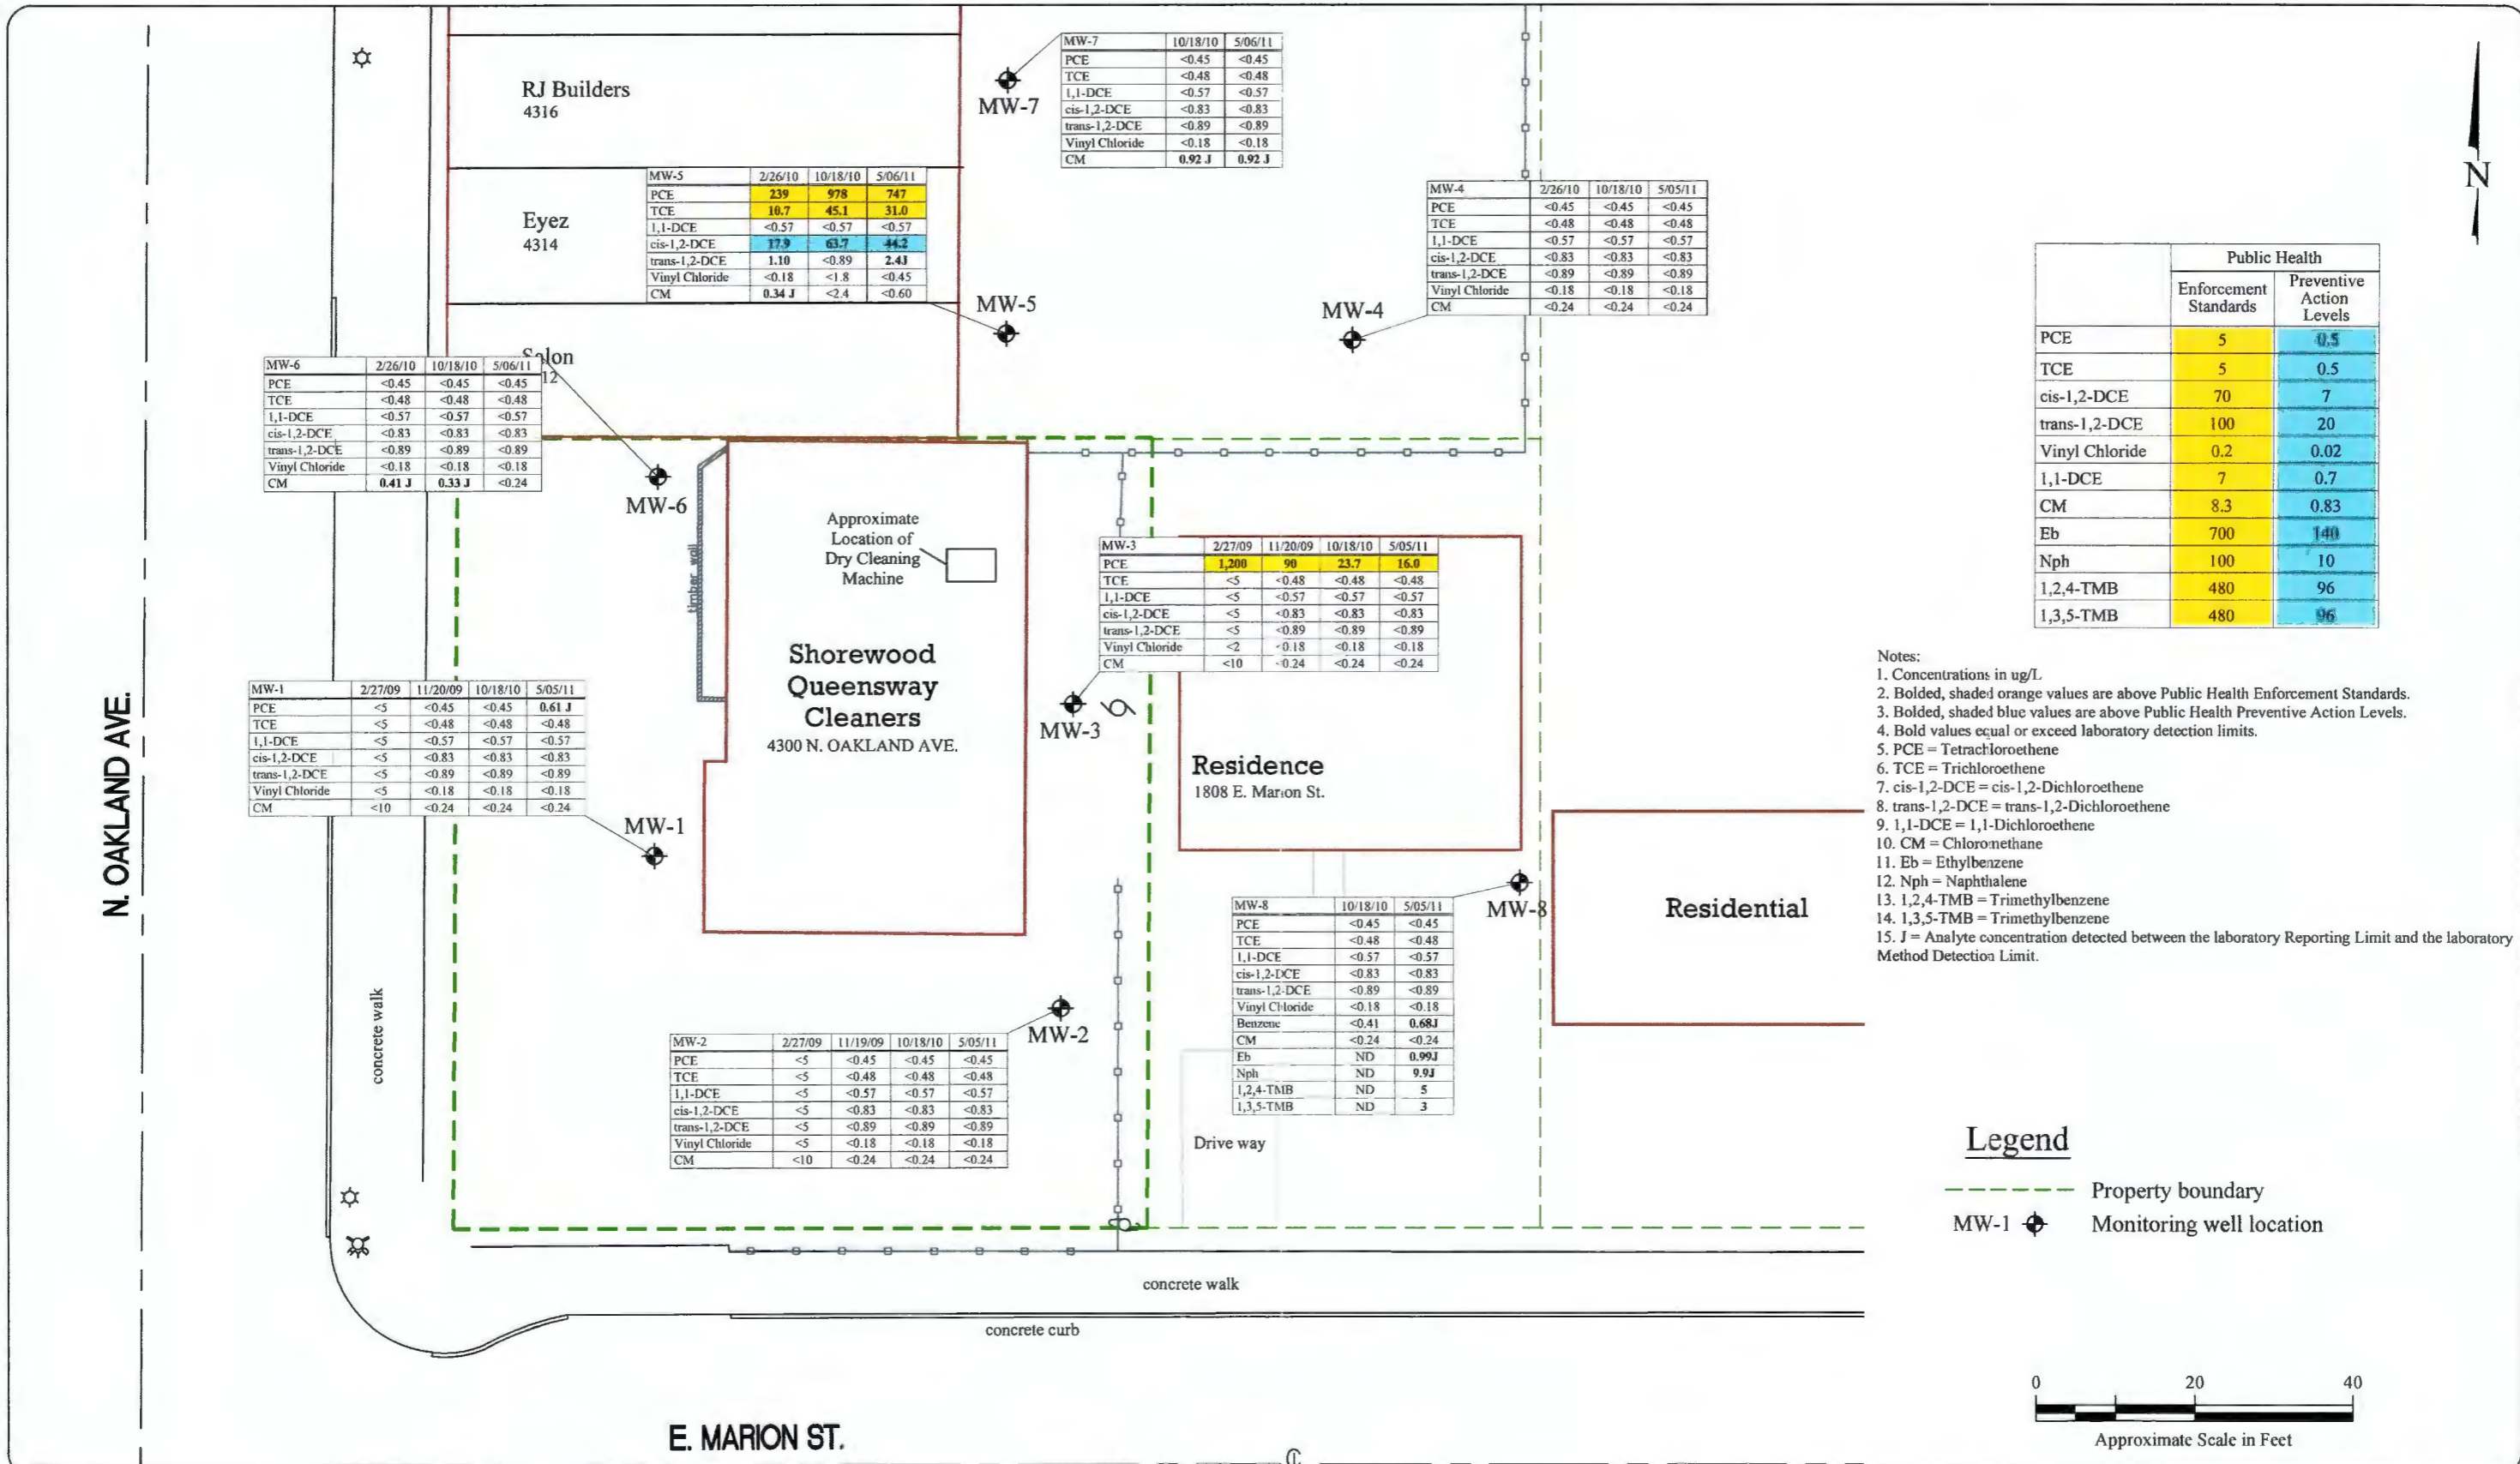 RJ Builders
4316
MW-7
MW-7 10/18/10 5/06/11
PCE <0.45 <0.45
TCE <0.48 <0.48
1,1-DCE <0.57 <0.57
cis-1,2-DCE <0.83 <0.83
trans-1,2-DCE <0.89 <0.89
Vinyl Chloride <0.18 <0.18
CM 0.92 J 0.92 J
N
Eyez
4314
MW-5 2/26/10 10/18/10 5/06/11
PCE 239 978 747
TCE 10.7 45.1 31.0
1,1-DCE <0.57 <0.57 <0.57
cis-1,2-DCE 17.9 63.7 44.2
trans-1,2-DCE 1.10 <0.89 2.4J
Vinyl Chloride <0.18 <1.8 <0.45
CM 0.34 J <2.4 <0.60
MW-5
MW-4
MW-4 2/26/10 10/18/10 5/05/11
PCE <0.45 <0.45 <0.45
TCE <0.48 <0.48 <0.48
1,1-DCE <0.57 <0.57 <0.57
cis-1,2-DCE <0.83 <0.83 <0.83
trans-1,2-DCE <0.89 <0.89 <0.89
Vinyl Chloride <0.18 <0.18 <0.18
CM <0.24 <0.24 <0.24
Public Health
Enforcement Standards
Preventive Action Levels
PCE 5 0.5
TCE 5 0.5
cis-1,2-DCE 70 7
trans-1,2-DCE 100 20
Vinyl Chloride 0.2 0.02
1,1-DCE 7 0.7
CM 8.3 0.83
Eb 700 140
Nph 100 10
1,2,4-TMB 480 96
1,3,5-TMB 480 96
Salon
12
MW-6 2/26/10 10/18/10 5/06/11
PCE <0.45 <0.45 <0.45
TCE <0.48 <0.48 <0.48
1,1-DCE <0.57 <0.57 <0.57
cis-1,2-DCE <0.83 <0.83 <0.83
trans-1,2-DCE <0.89 <0.89 <0.89
Vinyl Chloride <0.18 <0.18 <0.18
CM 0.41 J 0.33 J <0.24
MW-6
timber wall
Approximate
Location of
Dry Cleaning
Machine
Shorewood
Queensway
Cleaners
4300 N. OAKLAND AVE.
MW-3 2/27/09 11/20/09 10/18/10 5/05/11
PCE 1,200 90 23.7 16.0
TCE <5 <0.48 <0.48 <0.48
1,1-DCE <5 <0.57 <0.57 <0.57
cis-1,2-DCE <5 <0.83 <0.83 <0.83
trans-1,2-DCE <5 <0.89 <0.89 <0.89
Vinyl Chloride <2 <0.18 <0.18 <0.18
CM <10 <0.24 <0.24 <0.24
MW-3
Residence
1808 E. Marion St.
Notes:
1. Concentrations in ug/L
2. Bolded, shaded orange values are above Public Health Enforcement Standards.
3. Bolded, shaded blue values are above Public Health Preventive Action Levels.
4. Bold values equal or exceed laboratory detection limits.
5. PCE = Tetrachloroethene
6. TCE = Trichloroethene
7. cis-1,2-DCE = cis-1,2-Dichloroethene
8. trans-1,2-DCE = trans-1,2-Dichloroethene
9. 1,1-DCE = 1,1-Dichloroethene
10. CM = Chloromethane
11. Eb = Ethylbenzene
12. Nph = Naphthalene
13. 1,2,4-TMB = Trimethylbenzene
14. 1,3,5-TMB = Trimethylbenzene
15. J = Analyte concentration detected between the laboratory Reporting Limit and the laboratory
Method Detection Limit.
N. OAKLAND AVE.
MW-1 2/27/09 11/20/09 10/18/10 5/05/11
PCE <5 <0.45 <0.45 0.61 J
TCE <5 <0.48 <0.48 <0.48
1,1-DCE <5 <0.57 <0.57 <0.57
cis-1,2-DCE <5 <0.83 <0.83 <0.83
trans-1,2-DCE <5 <0.89 <0.89 <0.89
Vinyl Chloride <5 <0.18 <0.18 <0.18
CM <10 <0.24 <0.24 <0.24
MW-1
concrete walk
MW-2 2/27/09 11/19/09 10/18/10 5/05/11
PCE <5 <0.45 <0.45 <0.45
TCE <5 <0.48 <0.48 <0.48
1,1-DCE <5 <0.57 <0.57 <0.57
cis-1,2-DCE <5 <0.83 <0.83 <0.83
trans-1,2-DCE <5 <0.89 <0.89 <0.89
Vinyl Chloride <5 <0.18 <0.18 <0.18
CM <10 <0.24 <0.24 <0.24
MW-2
MW-8 10/18/10 5/05/11
PCE <0.45 <0.45
TCE <0.48 <0.48
1,1-DCE <0.57 <0.57
cis-1,2-DCE <0.83 <0.83
trans-1,2-DCE <0.89 <0.89
Vinyl Chloride <0.18 <0.18
Benzene <0.41 0.68J
CM <0.24 <0.24
Eb ND 0.99J
Nph ND 9.9J
1,2,4-TMB ND 5
1,3,5-TMB ND 3
MW-8
Residential
Drive way
Legend
Property boundary
MW-1 Monitoring well location
concrete walk
concrete curb
E. MARION ST.
0 20 40
Approximate Scale in Feet